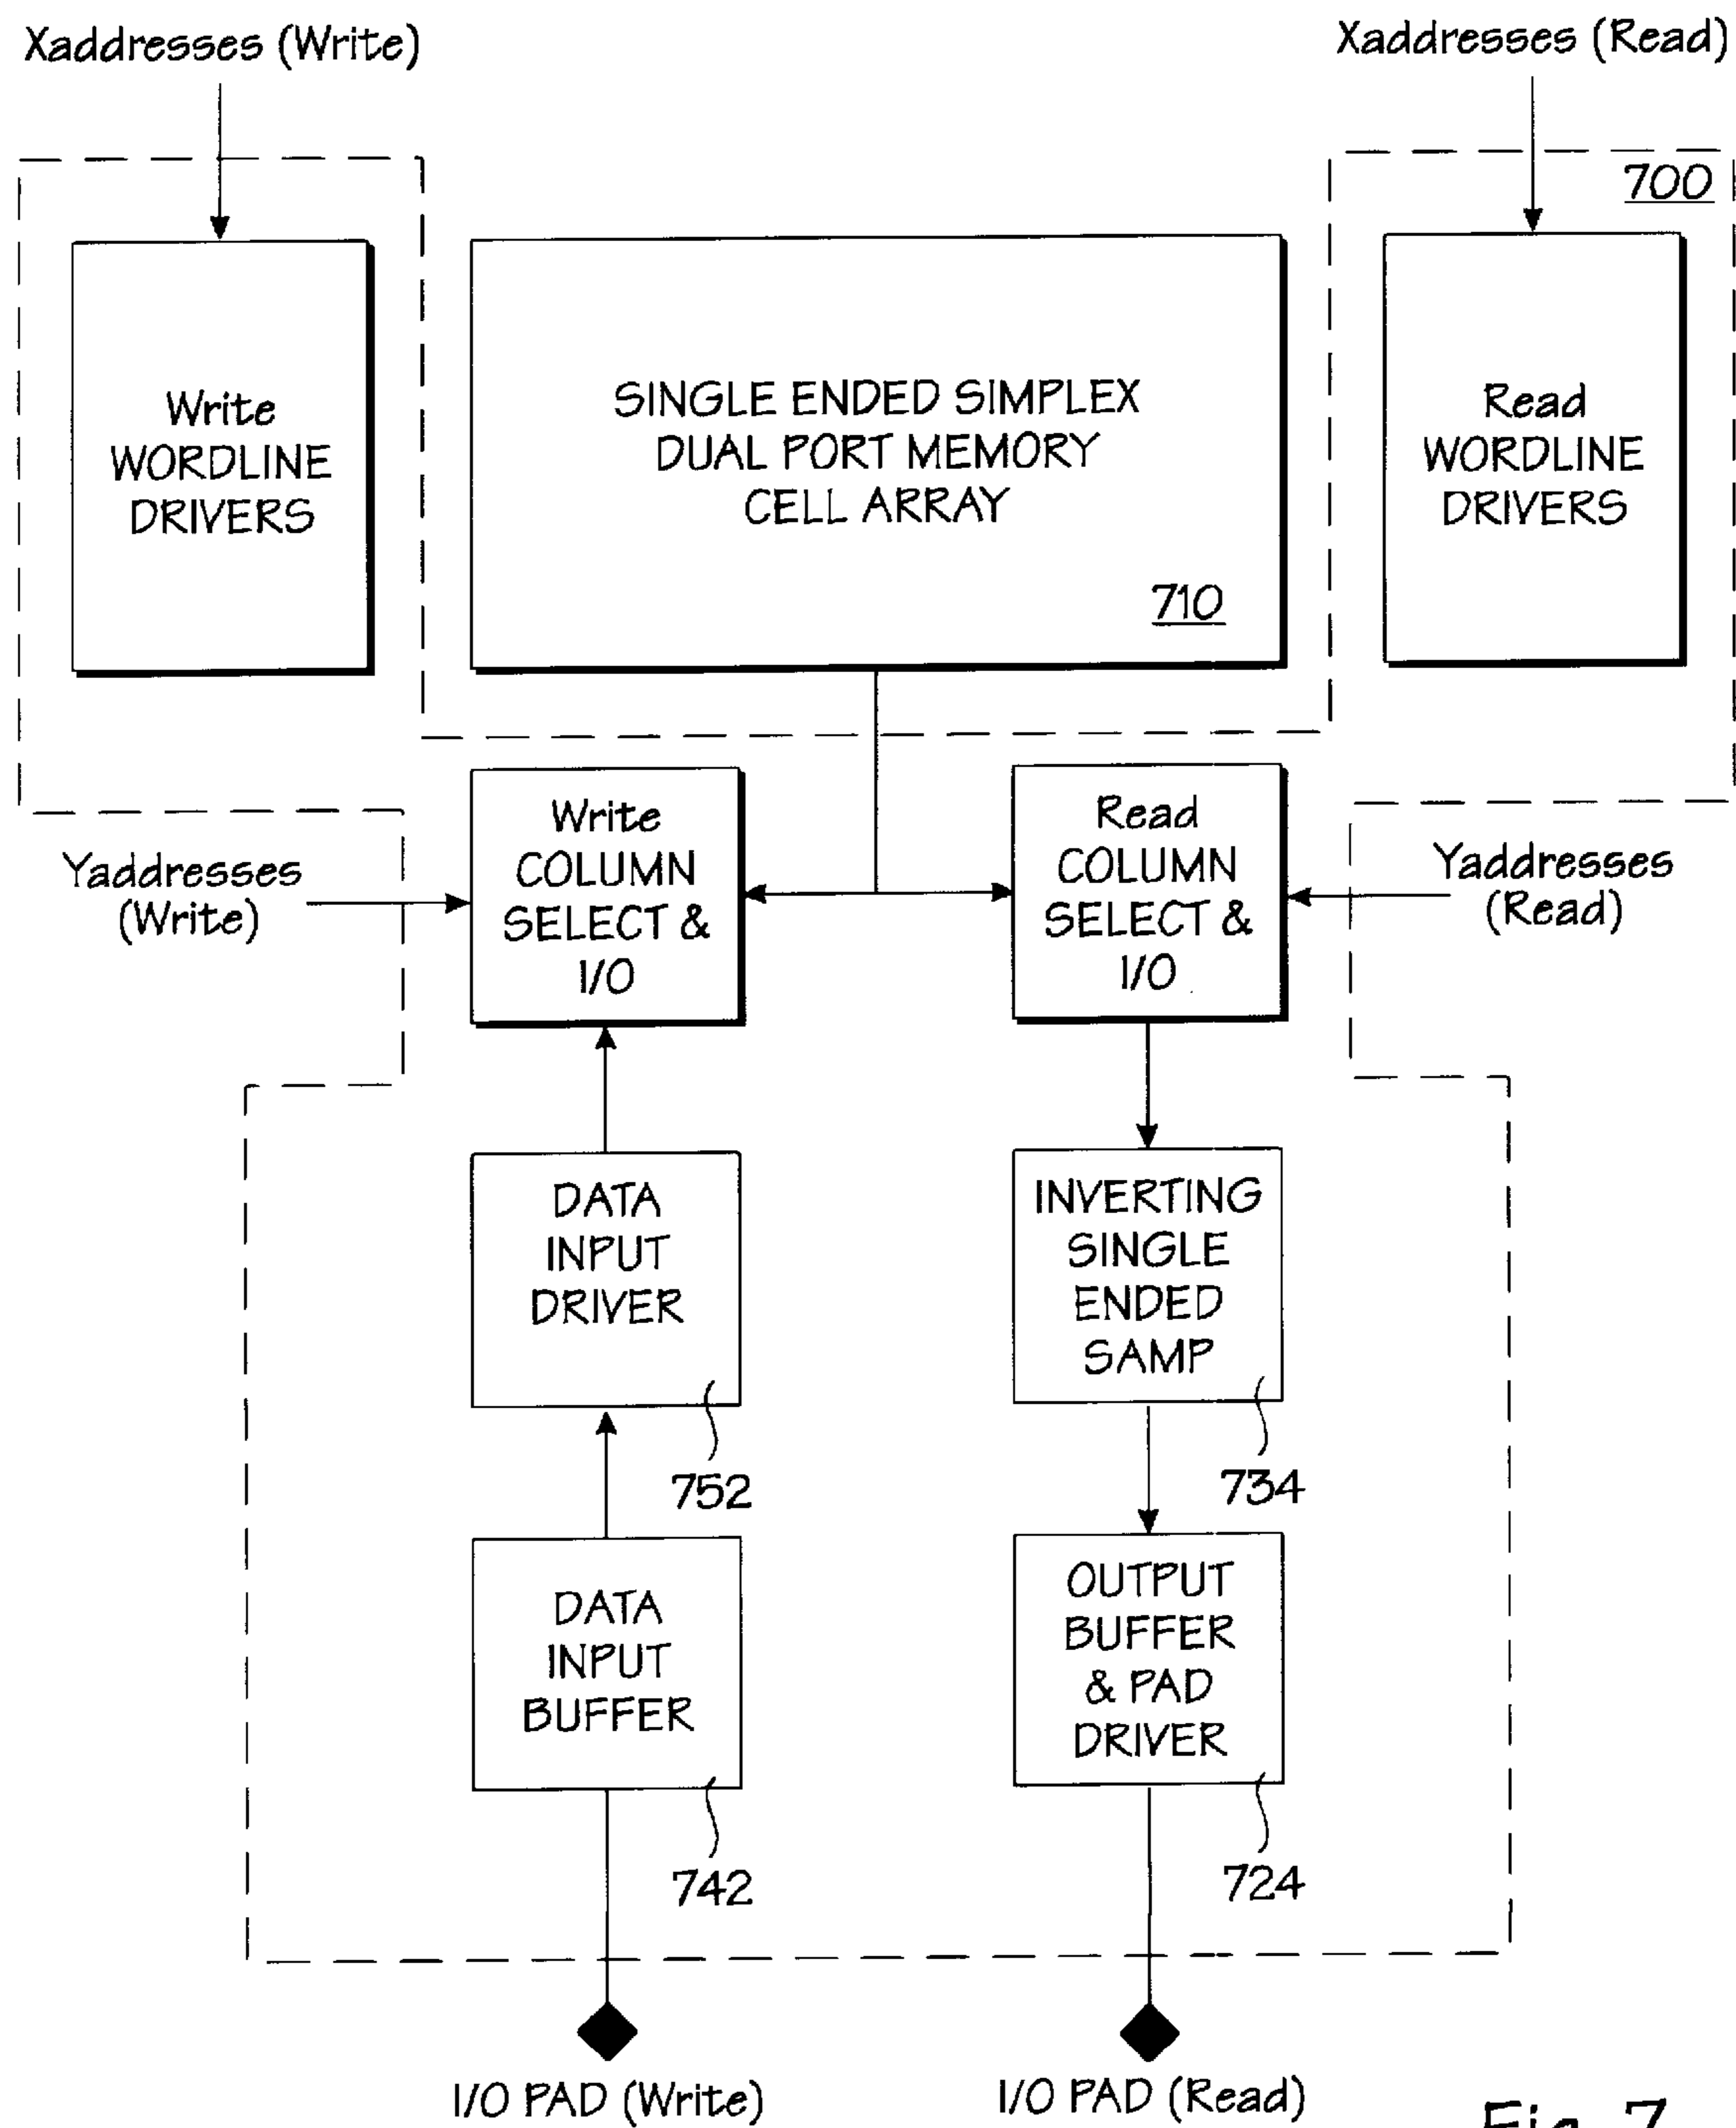 Xaddresses (Write)
Xaddresses (Read)
700
Write
WORDLINE
DRIVERS
SINGLE ENDED SIMPLEX
DUAL PORT MEMORY
CELL ARRAY
710
Read
WORDLINE
DRIVERS
Yaddresses
(Write)
Write
COLUMN
SELECT &
I/O
Read
COLUMN
SELECT &
I/O
Yaddresses
(Read)
DATA
INPUT
DRIVER
752
INVERTING
SINGLE
ENDED
SAMP
734
DATA
INPUT
BUFFER
742
OUTPUT
BUFFER
& PAD
DRIVER
724
I/O PAD (Write)
I/O PAD (Read)
Fig. 7